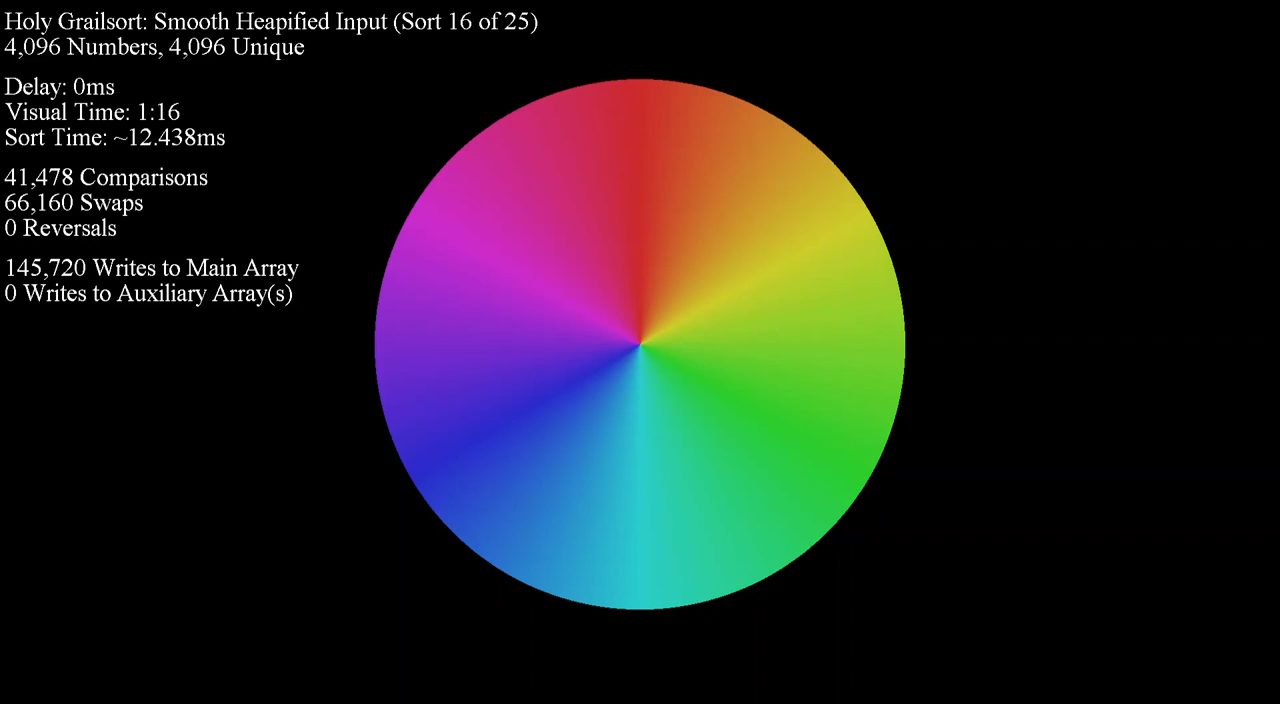 Holy Grailsort: Smooth Heapified Input (Sort 16 of 25)
4,096 Numbers, 4,096 Unique
Delay: 0ms
Visual Time: 1:16
Sort Time: ~12.438ms
41,478 Comparisons
66,160 Swaps
0 Reversals
145,720 Writes to Main Array
0 Writes to Auxiliary Array(s)